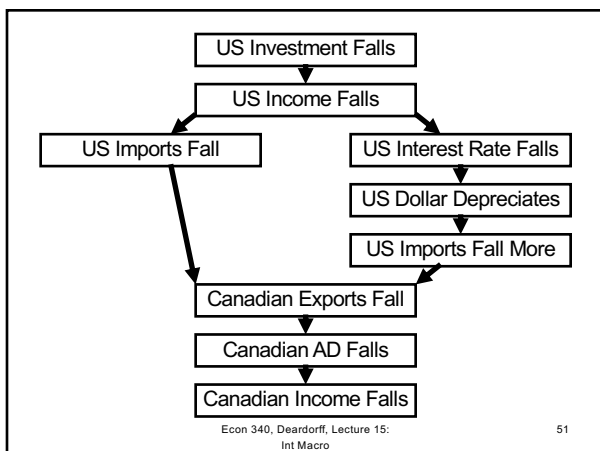 US Investment Falls
US Income Falls
US Imports Fall
US Interest Rate Falls
US Dollar Depreciates
US Imports Fall More
Canadian Exports Fall
Canadian AD Falls
Canadian Income Falls
Econ 340, Deardorff, Lecture 15:
Int Macro
51